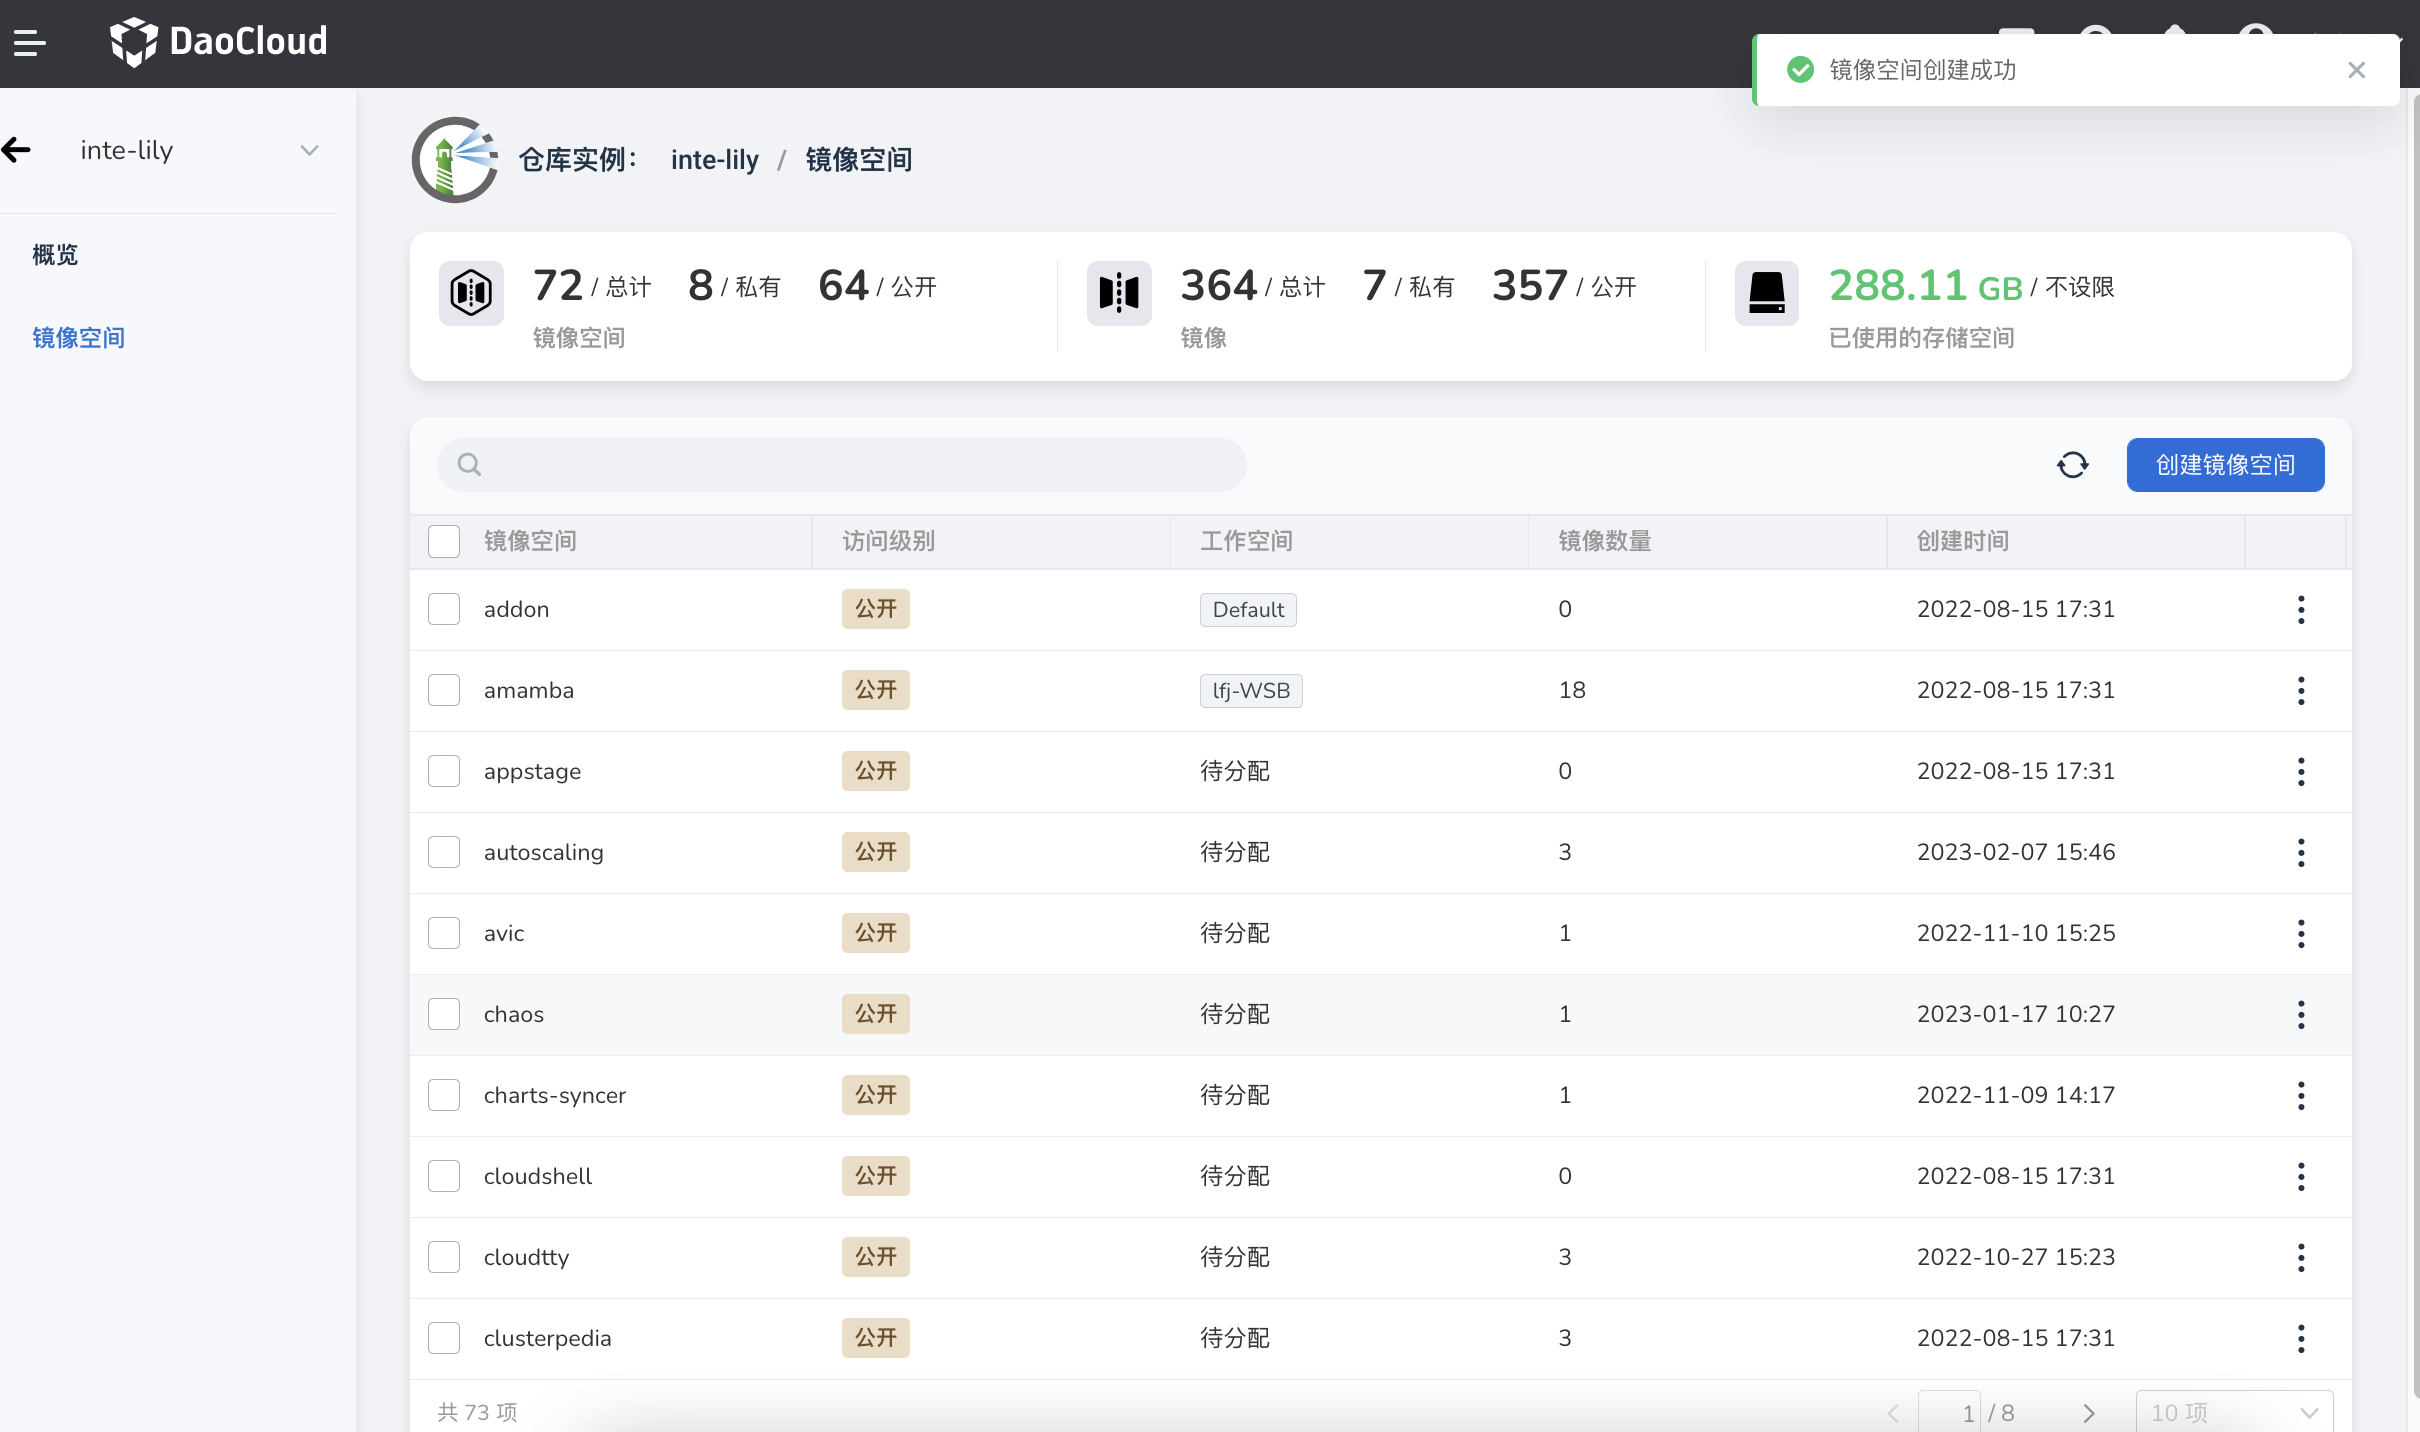 DaoCloud
镜像空间创建成功
inte-lily
仓库实例： inte-lily / 镜像空间
概览
镜像空间
72 / 总计 8 / 私有 64 / 公开
镜像空间
364 / 总计 7 / 私有 357 / 公开
镜像
288.11 GB / 不设限
已使用的存储空间
创建镜像空间
镜像空间 访问级别 工作空间 镜像数量 创建时间
addon 公开 Default 0 2022-08-15 17:31
amamba 公开 lfj-WSB 18 2022-08-15 17:31
appstage 公开 待分配 0 2022-08-15 17:31
autoscaling 公开 待分配 3 2023-02-07 15:46
avic 公开 待分配 1 2022-11-10 15:25
chaos 公开 待分配 1 2023-01-17 10:27
charts-syncer 公开 待分配 1 2022-11-09 14:17
cloudshell 公开 待分配 0 2022-08-15 17:31
cloudtty 公开 待分配 3 2022-10-27 15:23
clusterpedia 公开 待分配 3 2022-08-15 17:31
共 73 项 1 / 8 10 项